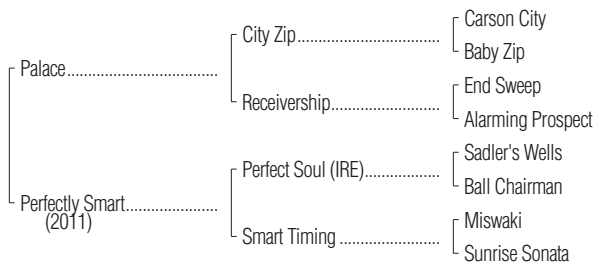 Carson City
City Zip..................................
Baby Zip
Palace....................................
End Sweep
Receivership..........................
Alarming Prospect
Sadler's Wells
Perfect Soul (IRE)..................
Ball Chairman
Perfectly Smart......................
(2011)
Miswaki
Smart Timing ........................
Sunrise Sonata